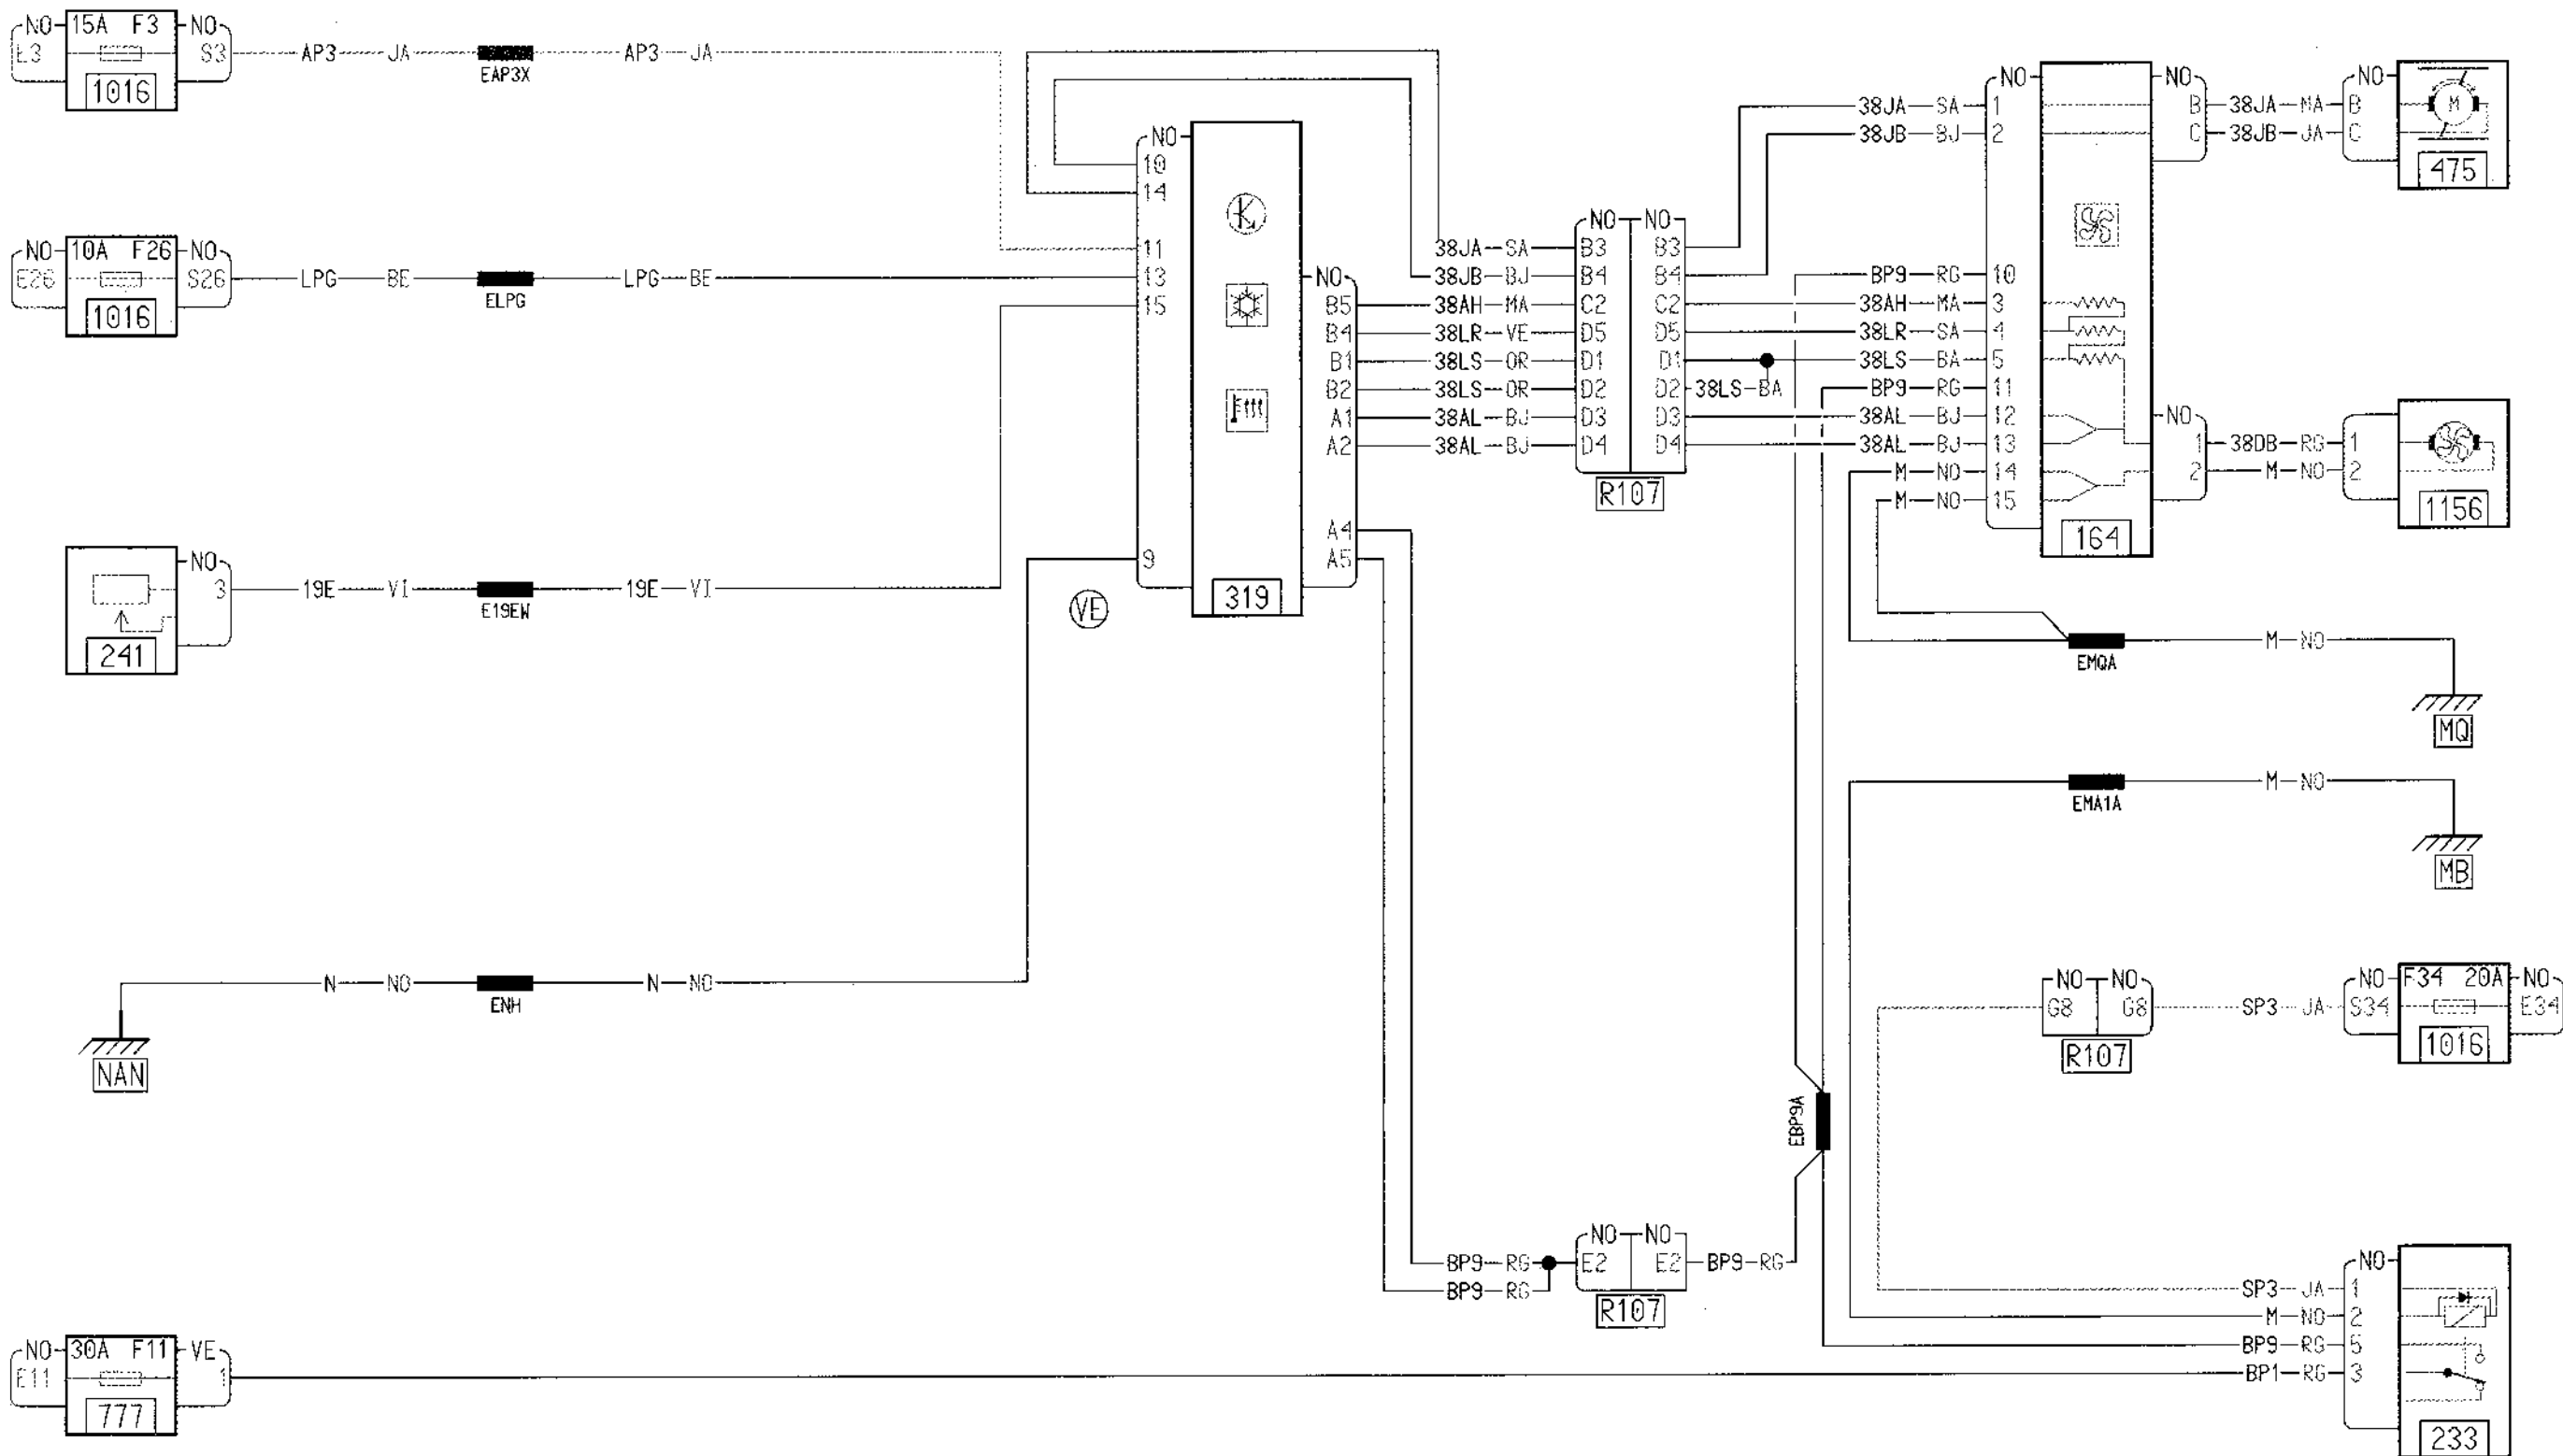 NO 15A F3 NO
E3 S3 AP3 JA EAP3X AP3 JA
1016
NO 10A F26 NO
E26 S26 LPG BE ELPG LPG BE
1016
NO
3 19E VI E19EW 19E VI
241
N NO ENH N NO
NAN
NO 30A F11 VE
E11 1
777
NO
10
14
11
13
15
9
VE
319
NO
B5 38AH MA C2
B4 38LR VE D5
B1 38LS OR D1
B2 38LS OR D2
A1 38AL BJ D3
A2 38AL BJ D4
A4
A5
38JA SA B3
38JB BJ B4
NO NO
B3
B4
C2
D5
D1
D2 38LS BA
D3
D4
R107
38JA SA 1
38JB BJ 2
BP9 RG 10
38AH MA 3
38LR SA 4
38LS BA 5
BP9 RG 11
38AL BJ 12
38AL BJ 13
M NO 14
M NO 15
NO
164
NO
B 38JA MA B
C 38JB JA C
NO
475
NO
1 38DB RG 1
2 M NO 2
1156
EMQA M NO
MQ
EMA1A M NO
MB
NO NO
G8 G8 SP3 JA S34
R107
NO F34 20A NO
E34
1016
EBP9A
BP9 RG
BP9 RG
NO NO
E2 E2 BP9 RG
R107
NO
SP3 JA 1
M NO 2
BP9 RG 5
BP1 RG 3
233